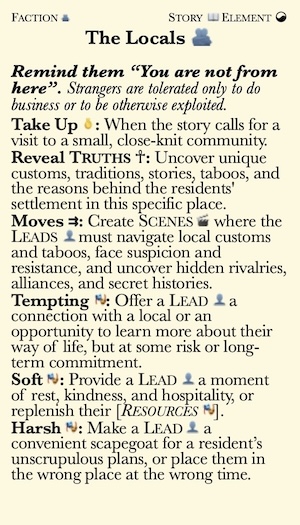 FACTION 👥 STORY 📖 ELEMENT ☯
The Locals 👥
Remind them “You are not from
here”. Strangers are tolerated only to do
business or to be otherwise exploited.
Take Up 👌: When the story calls for a
visit to a small, close-knit community.
Reveal TRUTHS ☥: Uncover unique
customs, traditions, stories, taboos, and
the reasons behind the residents'
settlement in this specific place.
Moves ⇉: Create SCENES 🎬 where the
LEADS 👤 must navigate local customs
and taboos, face suspicion and
resistance, and uncover hidden rivalries,
alliances, and secret histories.
Tempting: Offer a LEAD 👤 a
connection with a local or an
opportunity to learn more about their
way of life, but at some risk or long-
term commitment.
Soft: Provide a LEAD 👤 a moment
of rest, kindness, and hospitality, or
replenish their [RESOURCES].
Harsh: Make a LEAD 👤 a
convenient scapegoat for a resident’s
unscrupulous plans, or place them in
the wrong place at the wrong time.